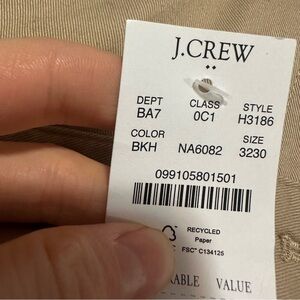 J.CREW
DEPT CLASS STYLE
BA7 0C1 H3186
COLOR SIZE
BKH NA6082 3230
099105801501
RECYCLED
Paper
FSC® C134125
VALUE